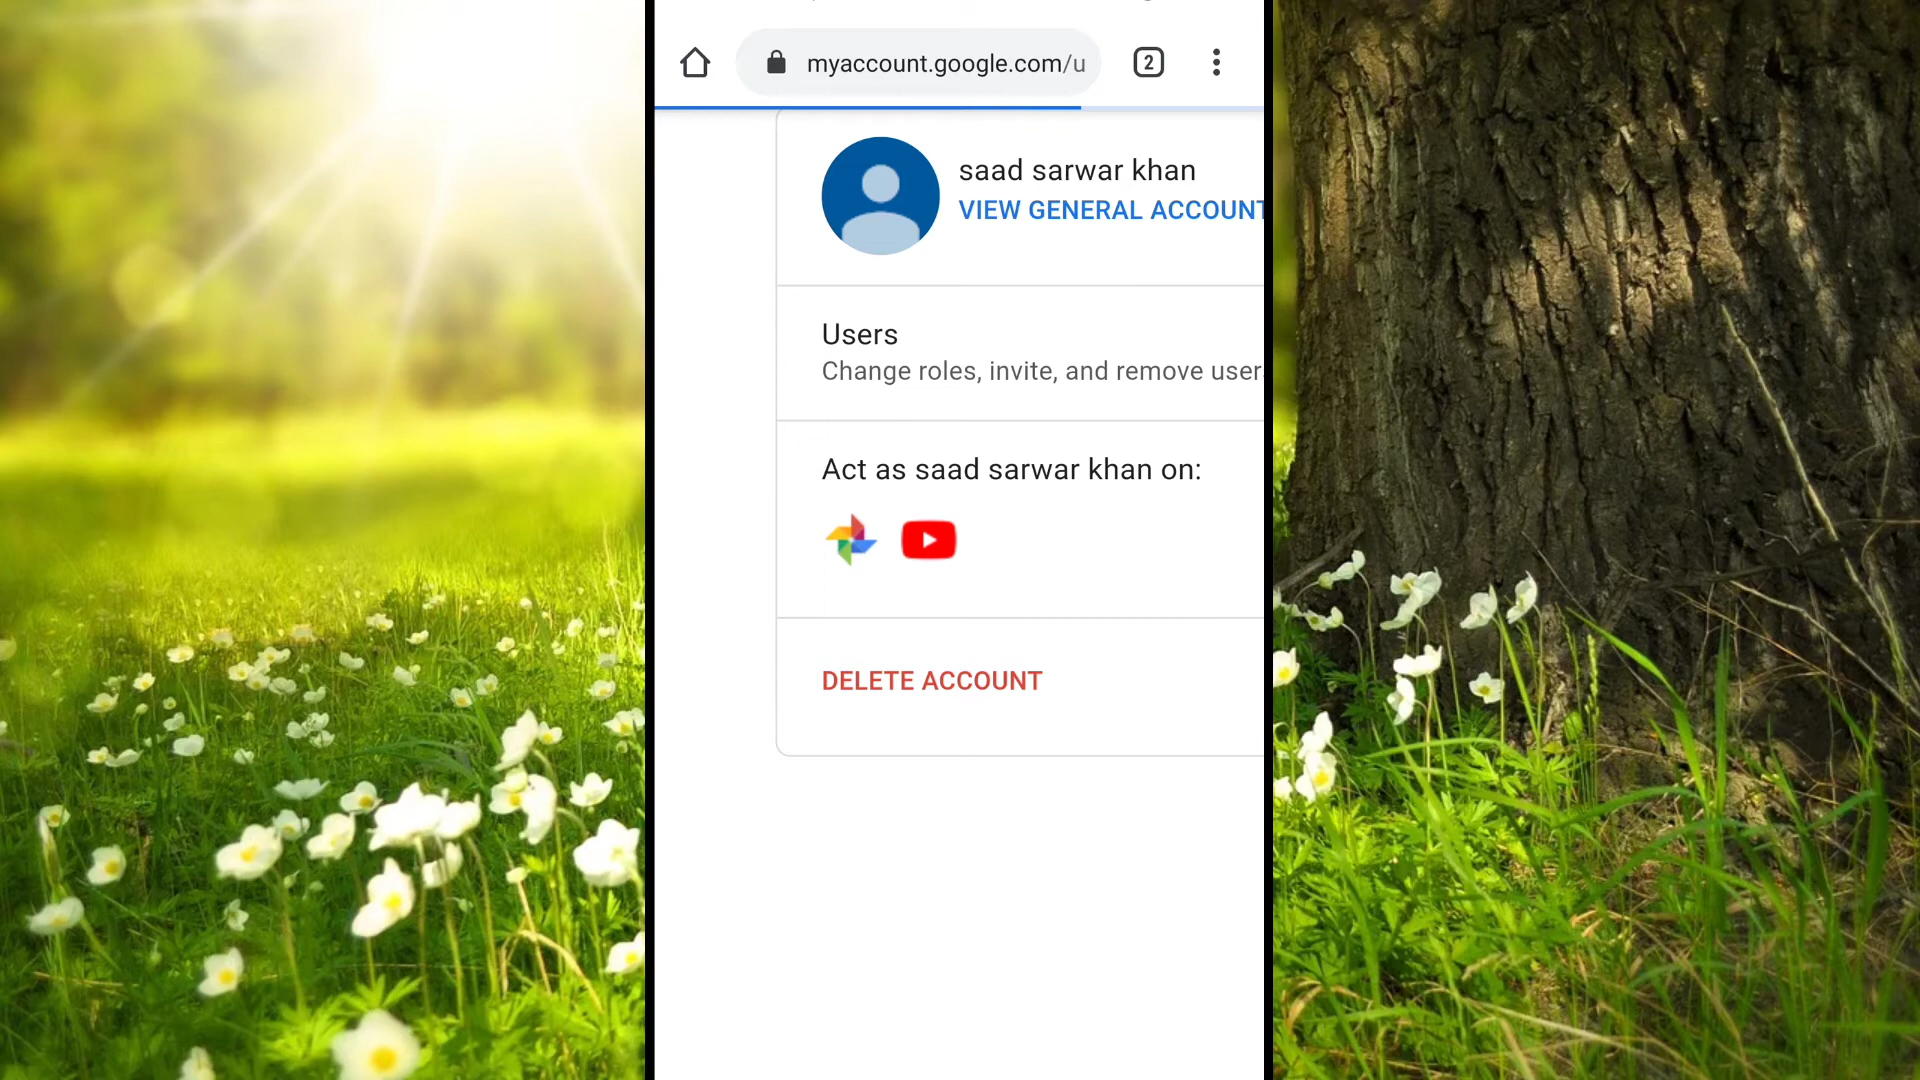 myaccount.google.com/u
2
saad sarwar khan
VIEW GENERAL ACCOUNT
Users
Change roles, invite, and remove user
Act as saad sarwar khan on:
DELETE ACCOUNT